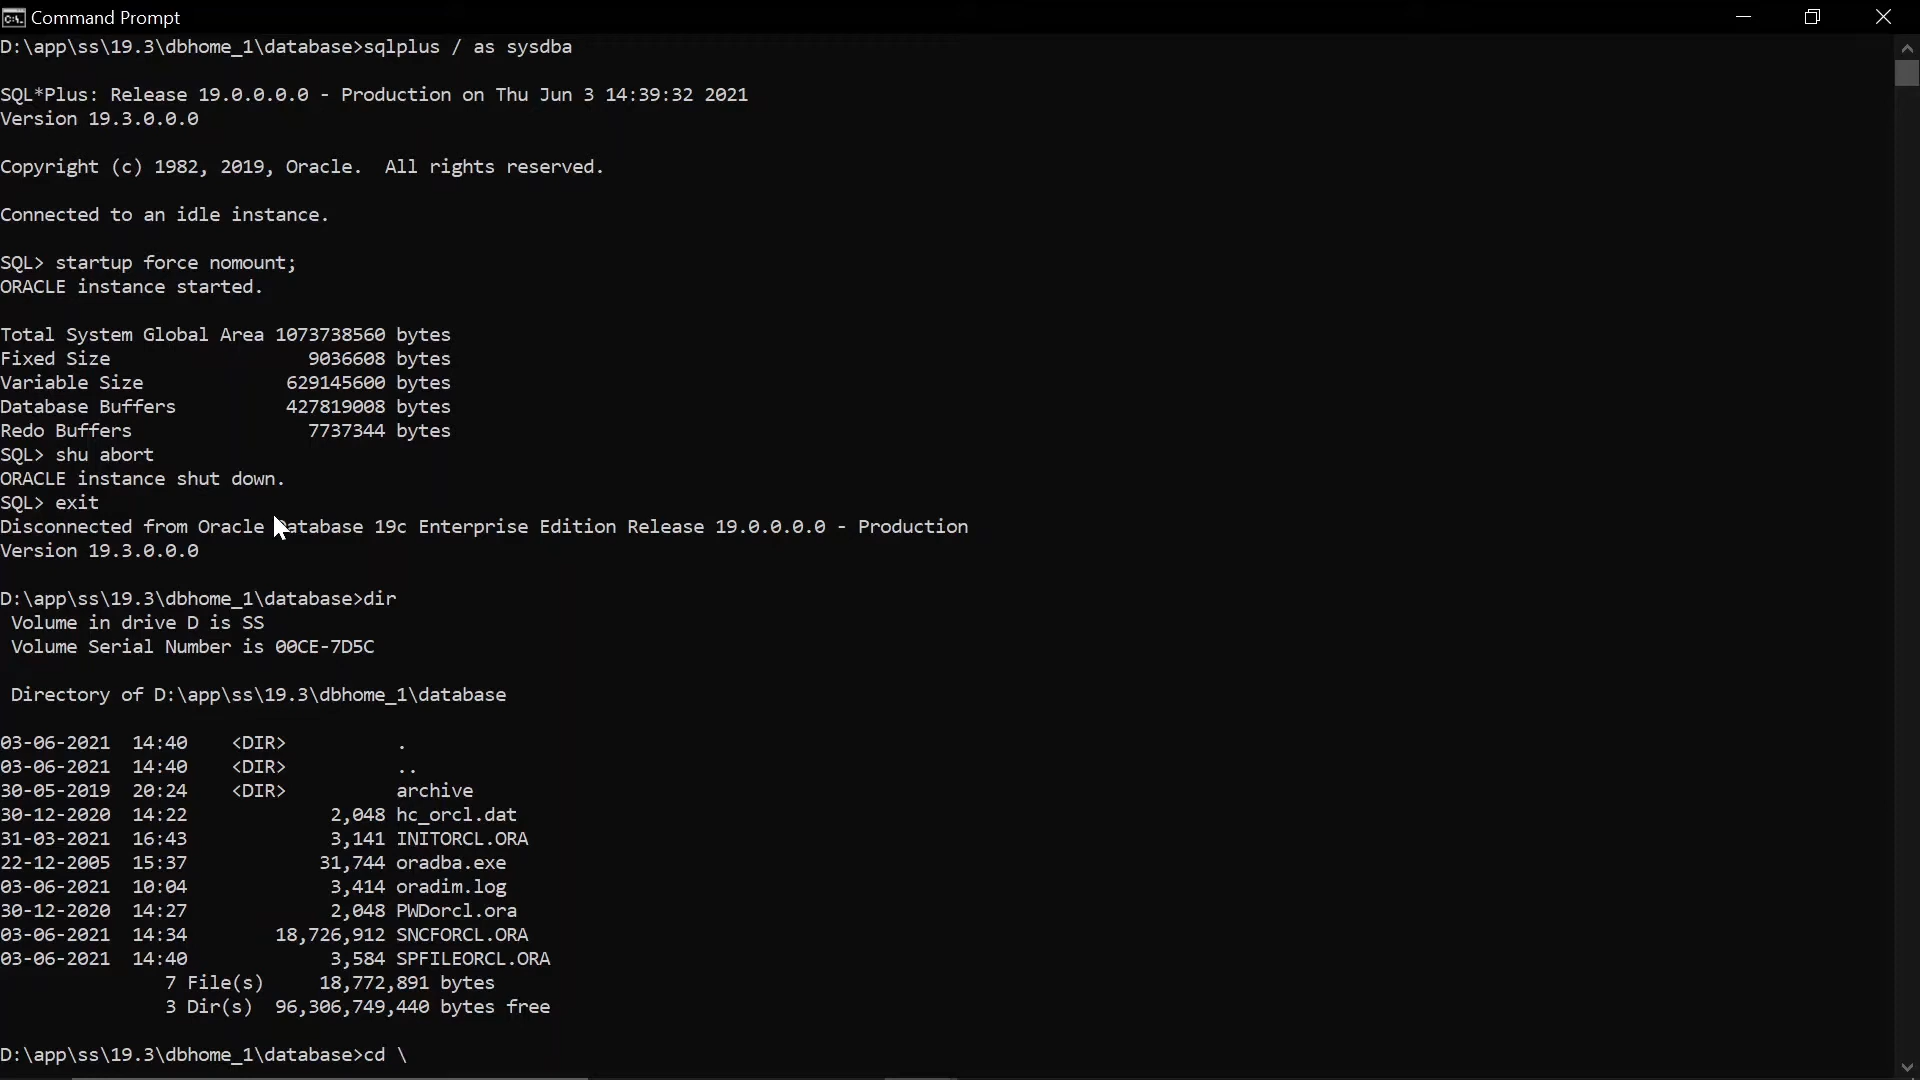 Command Prompt
D:\app\ss\19.3\dbhome_1\database>sqlplus / as sysdba
SQL*Plus: Release 19.0.0.0.0 - Production on Thu Jun 3 14:39:32 2021
Version 19.3.0.0.0
Copyright (c) 1982, 2019, Oracle.  All rights reserved.
Connected to an idle instance.
SQL> startup force nomount;
ORACLE instance started.
Total System Global Area 1073738560 bytes
Fixed Size                  9036608 bytes
Variable Size             629145600 bytes
Database Buffers          427819008 bytes
Redo Buffers                7737344 bytes
SQL> shu abort
ORACLE instance shut down.
SQL> exit
Disconnected from Oracle Database 19c Enterprise Edition Release 19.0.0.0.0 - Production
Version 19.3.0.0.0
D:\app\ss\19.3\dbhome_1\database>dir
Volume in drive D is SS
Volume Serial Number is 00CE-7D5C
Directory of D:\app\ss\19.3\dbhome_1\database
03-06-2021  14:40    <DIR>          .
03-06-2021  14:40    <DIR>          ..
30-05-2019  20:24    <DIR>          archive
30-12-2020  14:22             2,048 hc_orcl.dat
31-03-2021  16:43             3,141 INITORCL.ORA
22-12-2005  15:37            31,744 oradba.exe
03-06-2021  10:04             3,414 oradim.log
30-12-2020  14:27             2,048 PWDorcl.ora
03-06-2021  14:34        18,726,912 SNCFORCL.ORA
03-06-2021  14:40             3,584 SPFILEORCL.ORA
7 File(s)     18,772,891 bytes
3 Dir(s)  96,306,749,440 bytes free
D:\app\ss\19.3\dbhome_1\database>cd \